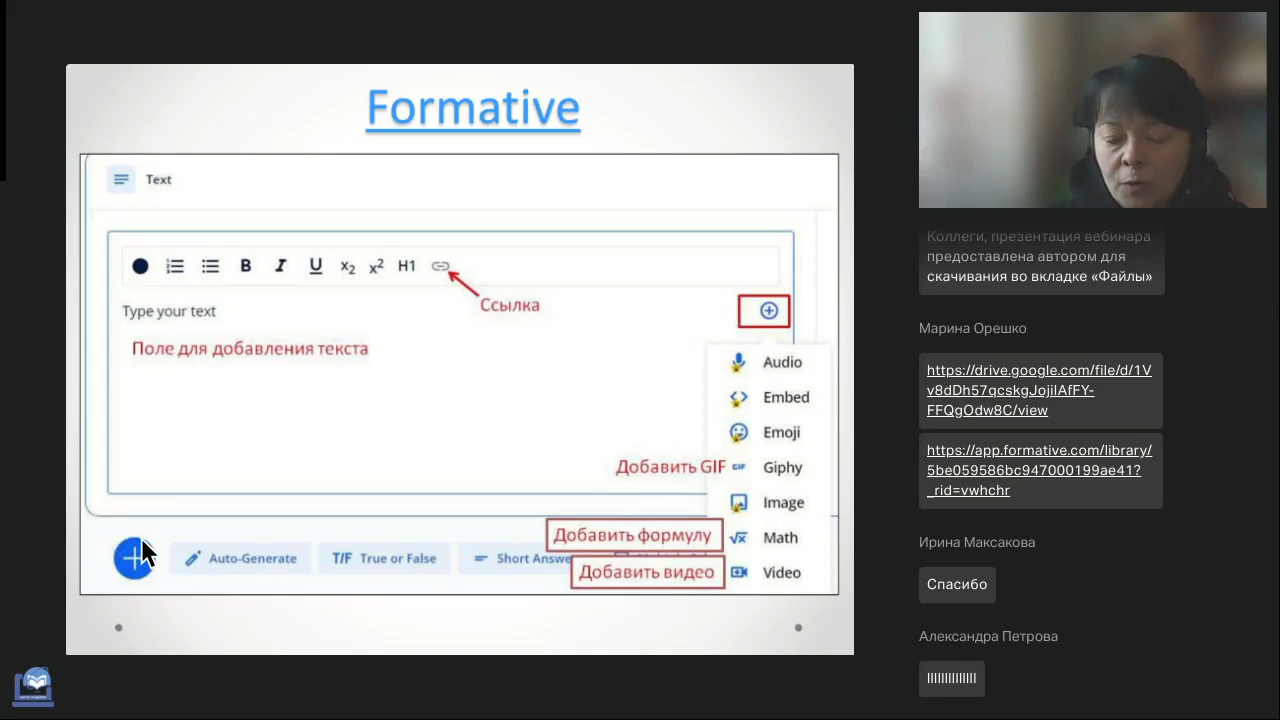 Formative
Text
B I U x₂ x² H1
Ссылка
Type your text
Поле для добавления текста
Audio
Embed
Emoji
Добавить GIF GIF Giphy
Image
Добавить формулу √x Math
Добавить видео Video
Auto-Generate T/F True or False Short Answe
Коллеги, презентация вебинара
предоставлена автором для
скачивания во вкладке «Файлы»
Марина Орешко
https://drive.google.com/file/d/1V
v8dDh57qcskgJojiIAfFY-
FFQgOdw8C/view
https://app.formative.com/library/
5be059586bc947000199ae41?
_rid=vwhchr
Ирина Максакова
Спасибо
Александра Петрова
llllllllllllll